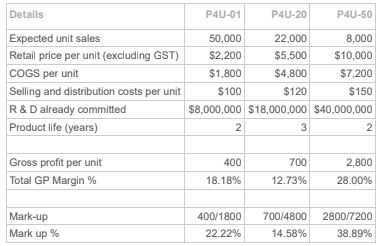 Details P4U-01 P4U-20 P4U-50
Expected unit sales 50,000 22,000 8,000
Retail price per unit (excluding GST) $2,200 $5,500 $10,000
COGS per unit $1,800 $4,800 $7,200
Selling and distribution costs per unit $100 $120 $150
R & D already committed $8,000,000 $18,000,000 $40,000,000
Product life (years) 2 3 2
Gross profit per unit 400 700 2,800
Total GP Margin % 18.18% 12.73% 28.00%
Mark-up 400/1800 700/4800 2800/7200
Mark up % 22.22% 14.58% 38.89%